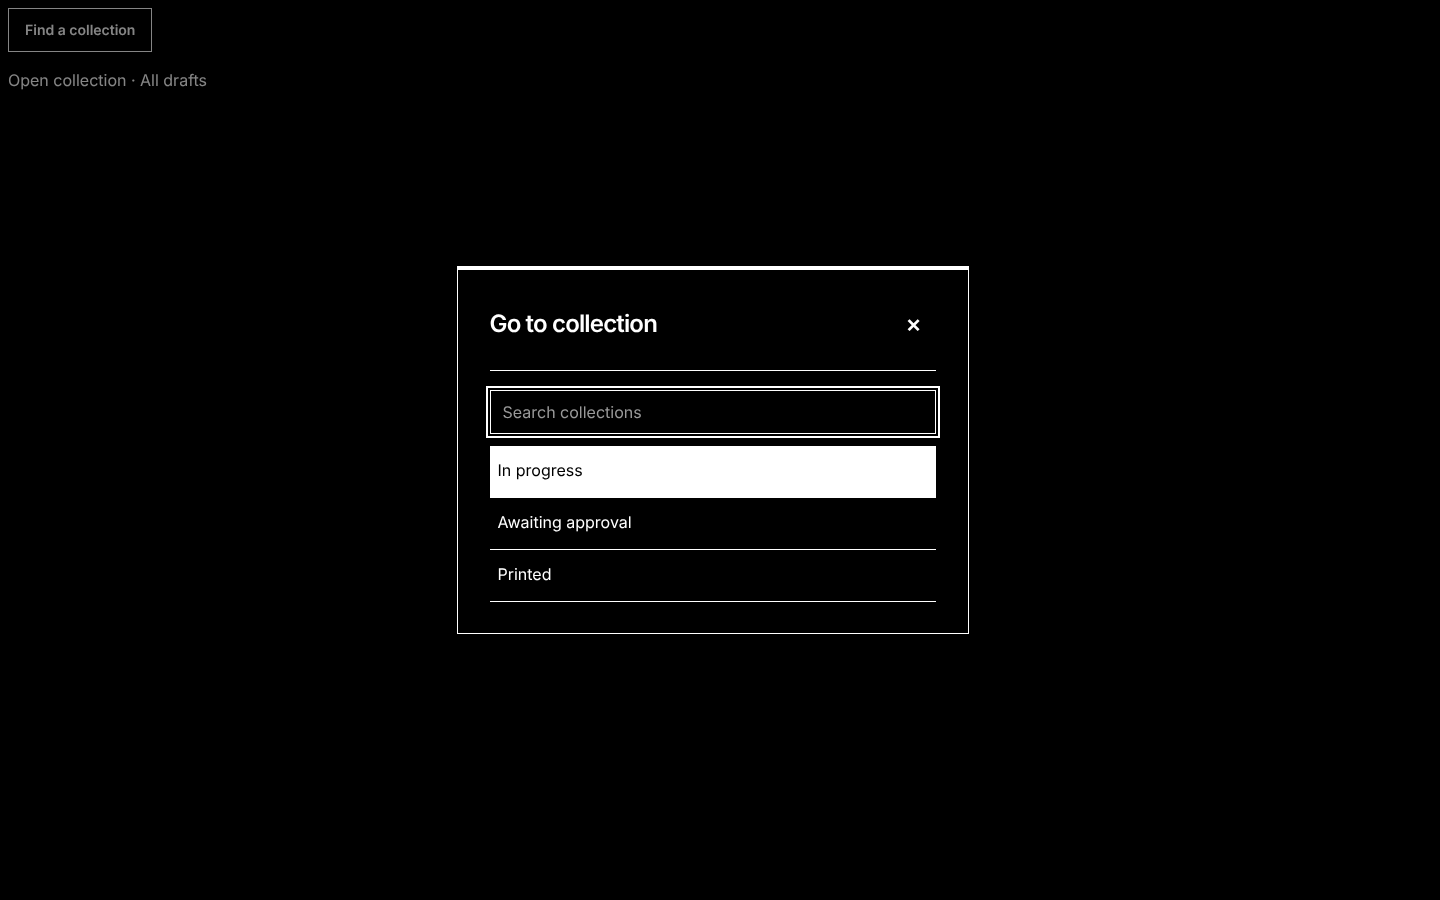 Find a collection
Open collection · All drafts
Go to collection ×
Search collections
In progress
Awaiting approval
Printed